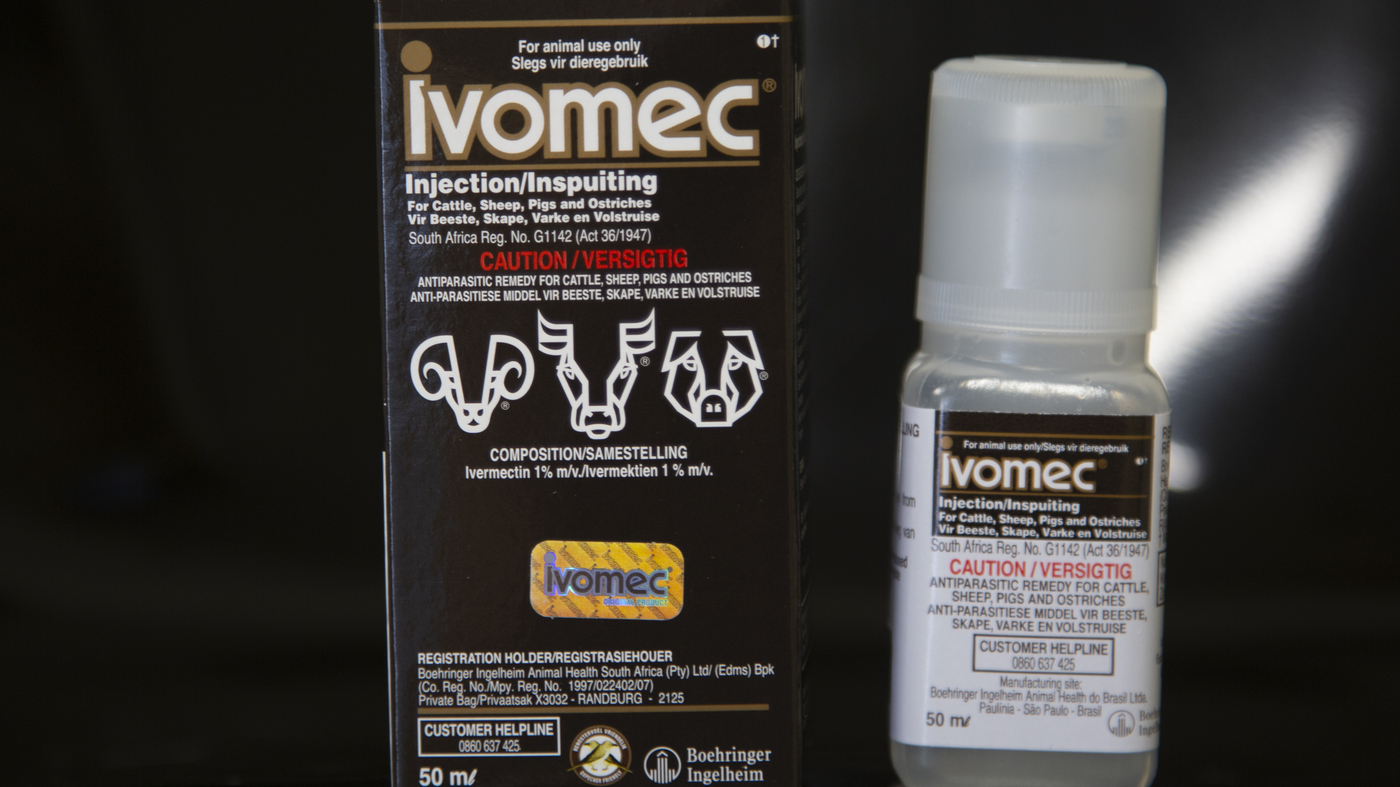 For animal use only
Slegs vir dieregebruik
ivomec®
Injection/Inspuiting
For Cattle, Sheep, Pigs and Ostriches
Vir Beeste, Skape, Varke en Volstruise
South Africa Reg. No. G1142 (Act 36/1947)
CAUTION / VERSIGTIG
ANTIPARASITIC REMEDY FOR CATTLE, SHEEP, PIGS AND OSTRICHES
ANTI-PARASITIESE MIDDEL VIR BEESTE, SKAPE, VARKE EN VOLSTRUISE
COMPOSITION/SAMESTELLING
Ivermectin 1% m/v./Ivermektien 1 % m/v.
ivomec
ORIGINAL PRODUCT
REGISTRATION HOLDER/REGISTRASIEHOUER
Boehringer Ingelheim Animal Health South Africa (Pty) Ltd/ (Edms) Bpk
(Co. Reg. No./Mpy. Reg. No. 1997/022402/07)
Private Bag/Privaatsak X3032 - RANDBURG - 2125
CUSTOMER HELPLINE
0860 637 425
50 ml
Boehringer
Ingelheim
For animal use only/Slegs vir dieregebruik
ivomec
Injection/Inspuiting
For Cattle, Sheep, Pigs and Ostriches
Vir Beeste, Skape, Varke en Volstruise
South Africa Reg. No. G1142 (Act 36/1947)
CAUTION / VERSIGTIG
ANTIPARASITIC REMEDY FOR CATTLE,
SHEEP, PIGS AND OSTRICHES
ANTI-PARASITIESE MIDDEL VIR BEESTE,
SKAPE, VARKE EN VOLSTRUISE
CUSTOMER HELPLINE
0860 637 425
Manufacturing site:
Boehringer Ingelheim Animal Health do Brasil Ltda.
Paulínia - São Paulo - Brasil
50 ml